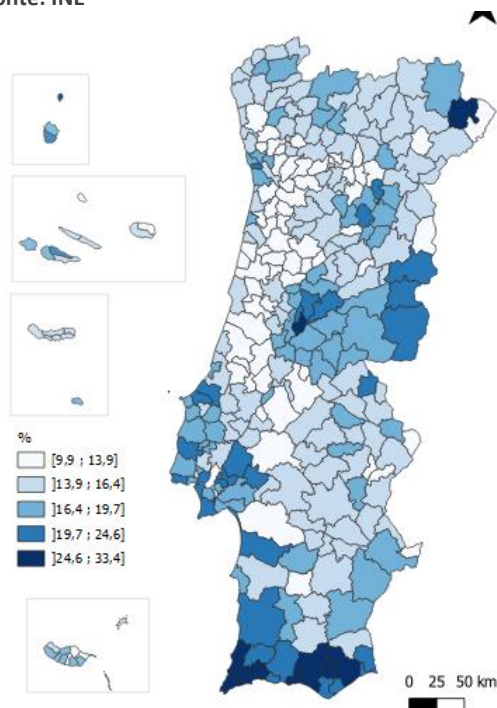 onte: INE
%
[9,9 ; 13,9]
]13,9 ; 16,4]
]16,4 ; 19,7]
]19,7 ; 24,6]
]24,6 ; 33,4]
0 25 50 km